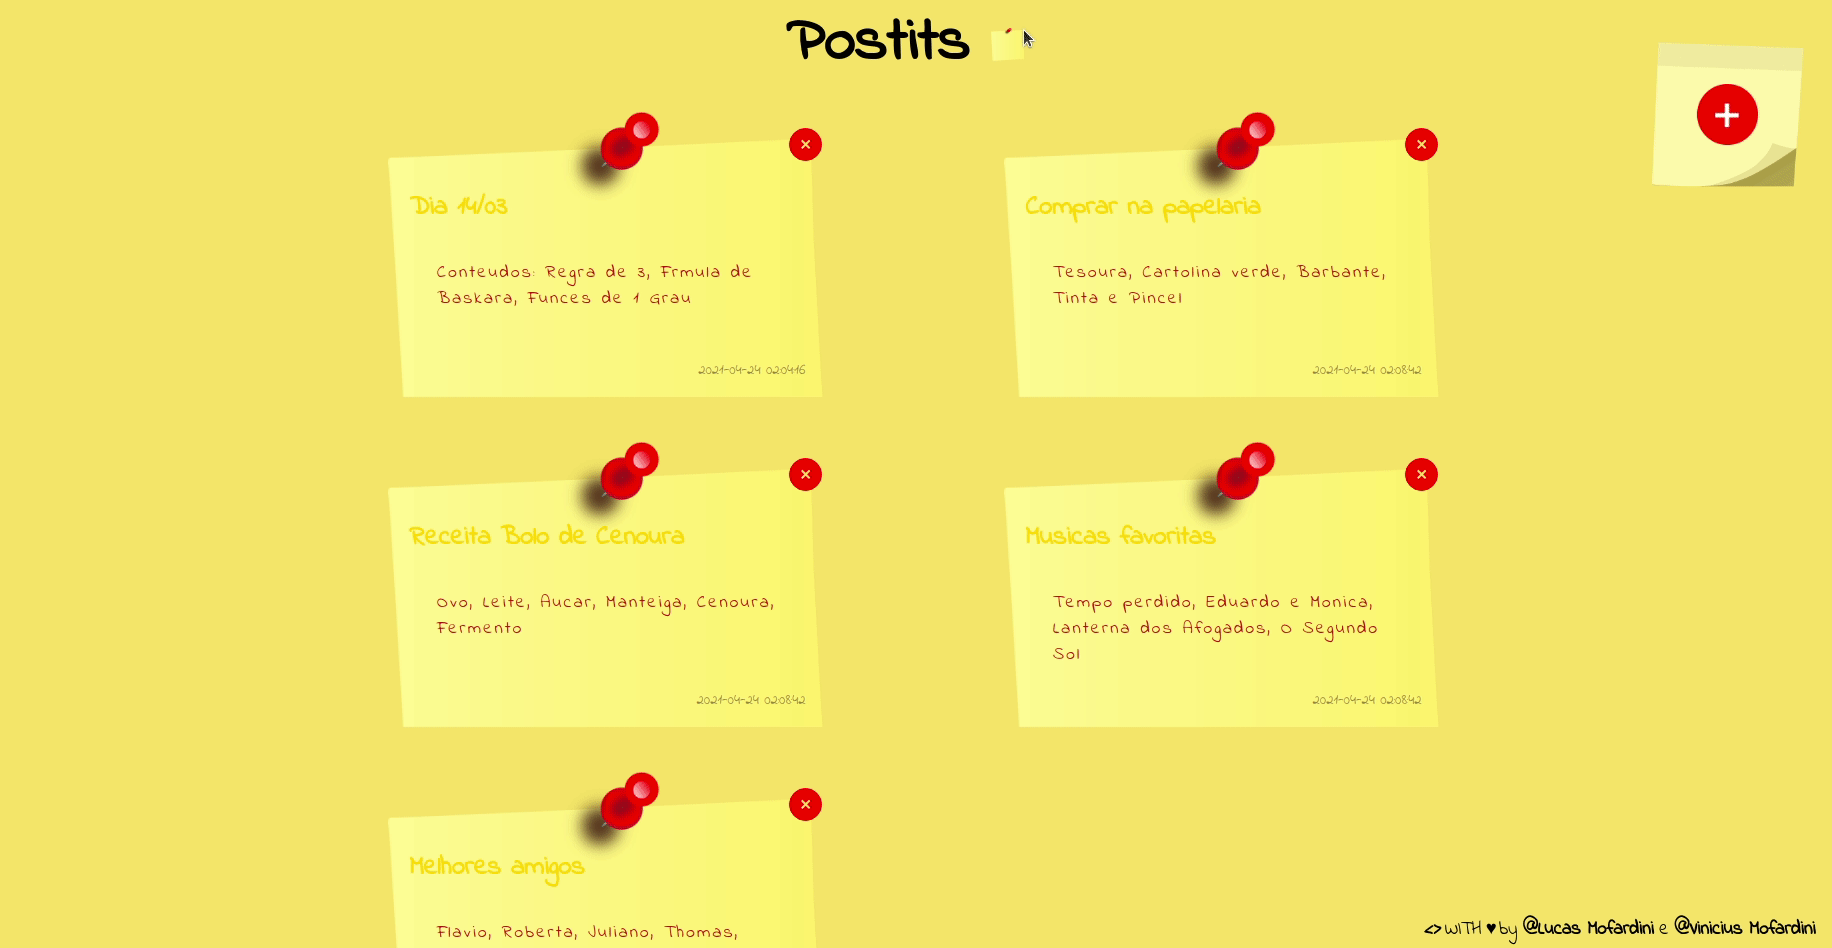 Postits
Dia 14/03
Conteudos: Regra de 3, Frmula de
Baskara, Funces de 1 Grau
2021-04-24 02:04:16
Comprar na papelaria
Tesoura, Cartolina verde, Barbante,
Tinta e Pincel
2021-04-24 02:08:42
Receita Bolo de Cenoura
Ovo, Leite, Aucar, Manteiga, Cenoura,
Fermento
2021-04-24 02:08:42
Musicas favoritas
Tempo perdido, Eduardo e Monica,
Lanterna dos Afogados, O Segundo
Sol
2021-04-24 02:08:42
Melhores amigos
Flavio, Roberta, Juliano, Thomas,
<> WITH ♥ by @Lucas Mofardini e @Vinicius Mofardini